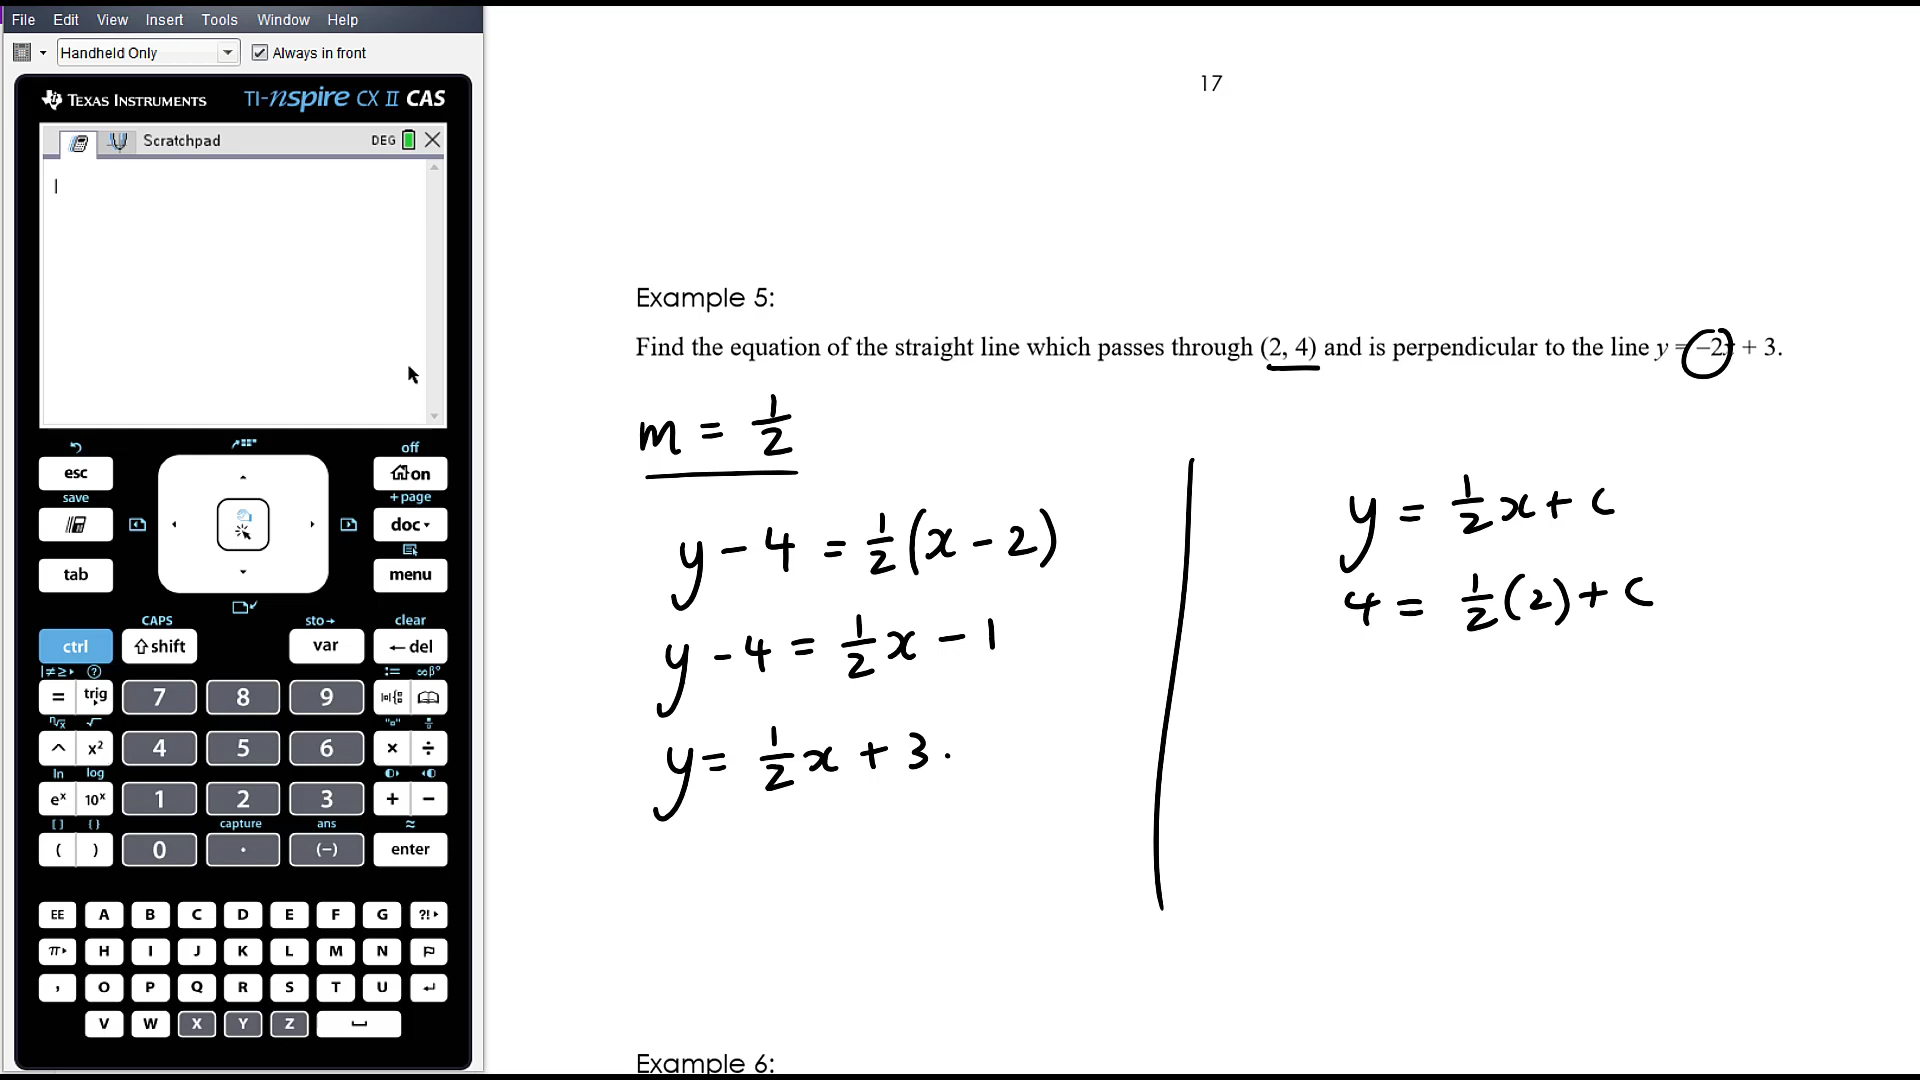 File Edit View Insert Tools Window Help
Handheld Only Always in front
TEXAS INSTRUMENTS TI-nspire CX II CAS
Scratchpad DEG
off
esc on
save + page
doc
tab menu
CAPS sto→ clear
ctrl shift var ← del
|≠≥▸ ? := ∞β°
= trig 7 8 9
ⁿ√x √ "▫"
^ x² 4 5 6 × ÷
ln log
eˣ 10ˣ 1 2 3 + −
[ ] { } capture ans ≈
( ) 0 . (−) enter
EE A B C D E F G ?!▸
π▸ H I J K L M N
, O P Q R S T U ↵
V W X Y Z
17
Example 5:
Find the equation of the straight line which passes through (2, 4) and is perpendicular to the line y = −2x + 3.
m = 1/2
y − 4 = 1/2(x − 2)
y − 4 = 1/2x − 1
y = 1/2x + 3.
y = 1/2x + c
4 = 1/2(2) + c
Example 6: